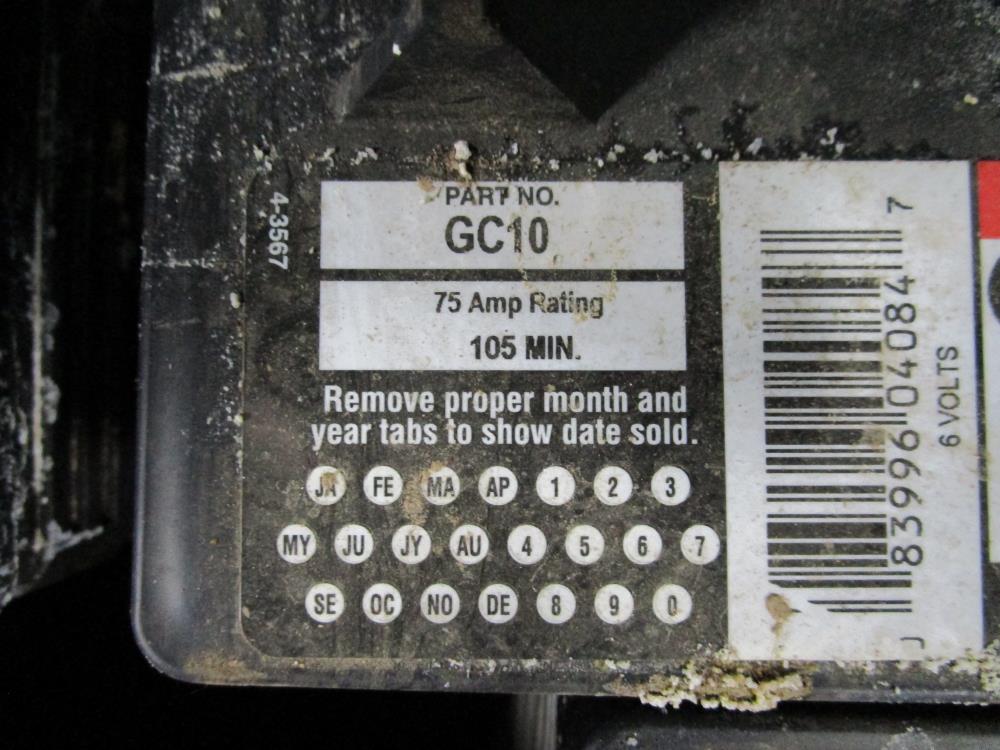 4-3567
PART NO.
GC10
75 Amp Rating
105 MIN.
Remove proper month and
year tabs to show date sold.
JA FE MA AP 1 2 3
MY JU JY AU 4 5 6 7
SE OC NO DE 8 9 0
J 83996 04084 7
6 VOLTS